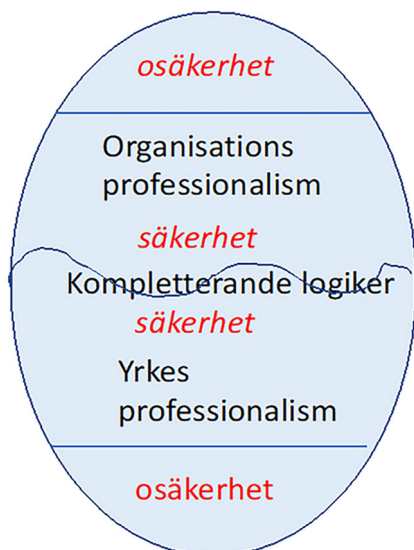 osäkerhet
Organisations
professionalism
säkerhet
Kompletterande logiker
säkerhet
Yrkes
professionalism
osäkerhet